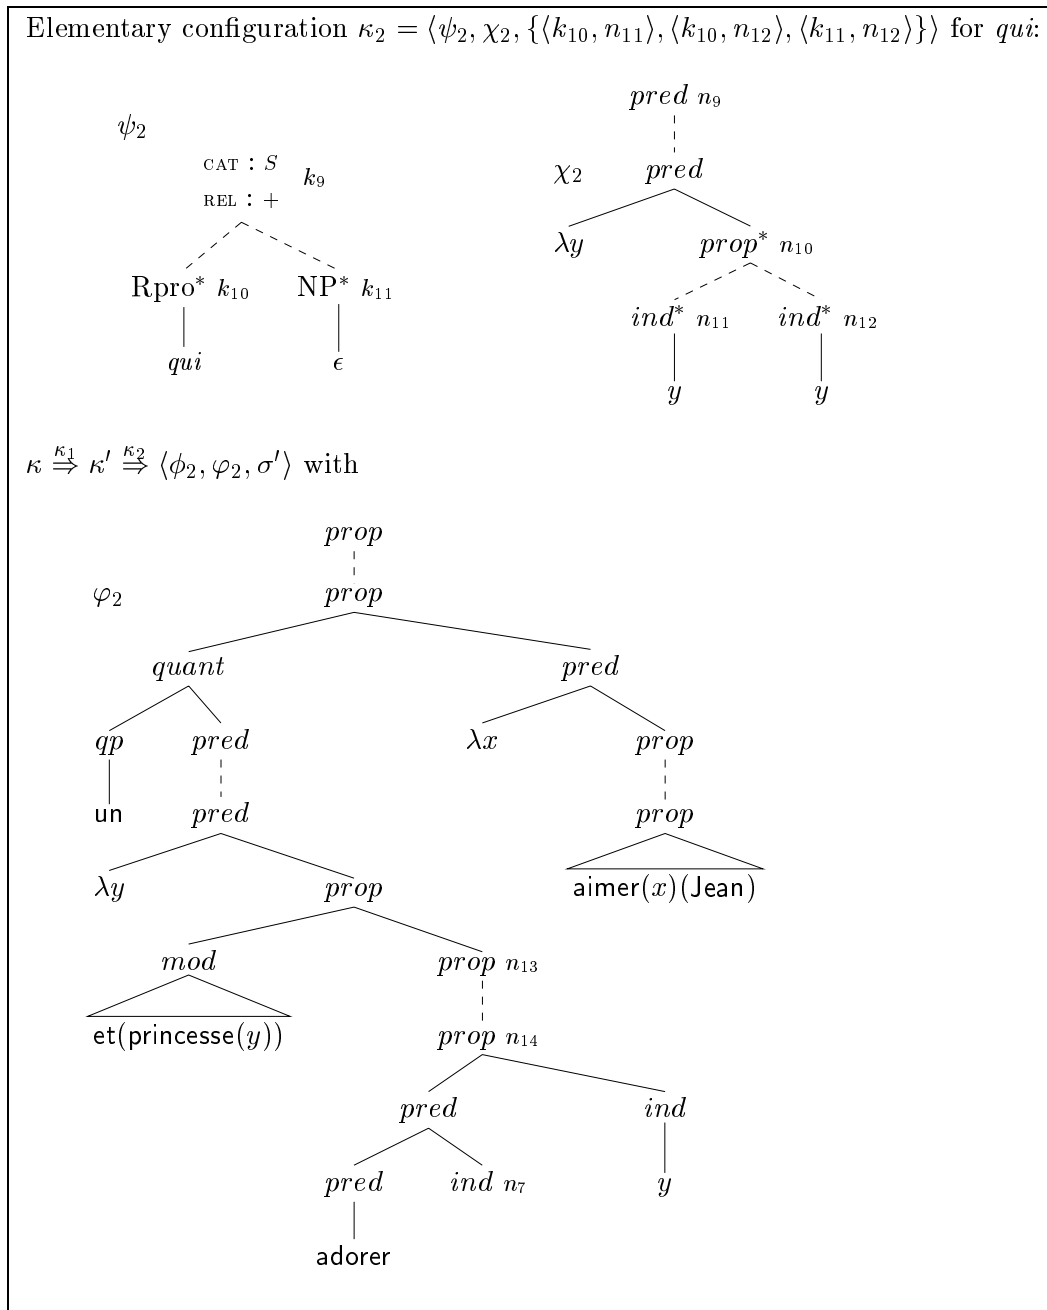 Elementary configuration κ₂ = ⟨ψ₂, χ₂, {⟨k₁₀, n₁₁⟩, ⟨k₁₀, n₁₂⟩, ⟨k₁₁, n₁₂⟩}⟩ for qui:
pred n₉
ψ₂
CAT : S
REL : +
k₉
χ₂ pred
λy prop* n₁₀
Rpro* k₁₀ NP* k₁₁ ind* n₁₁ ind* n₁₂
qui ϵ y y
κ ⇛^κ₁ κ′ ⇛^κ₂ ⟨ϕ₂, φ₂, σ′⟩ with
prop
φ₂ prop
quant pred
qp pred λx prop
un pred prop
λy prop aimer(x)(Jean)
mod prop n₁₃
et(princesse(y)) prop n₁₄
pred ind
pred ind n₇ y
adorer